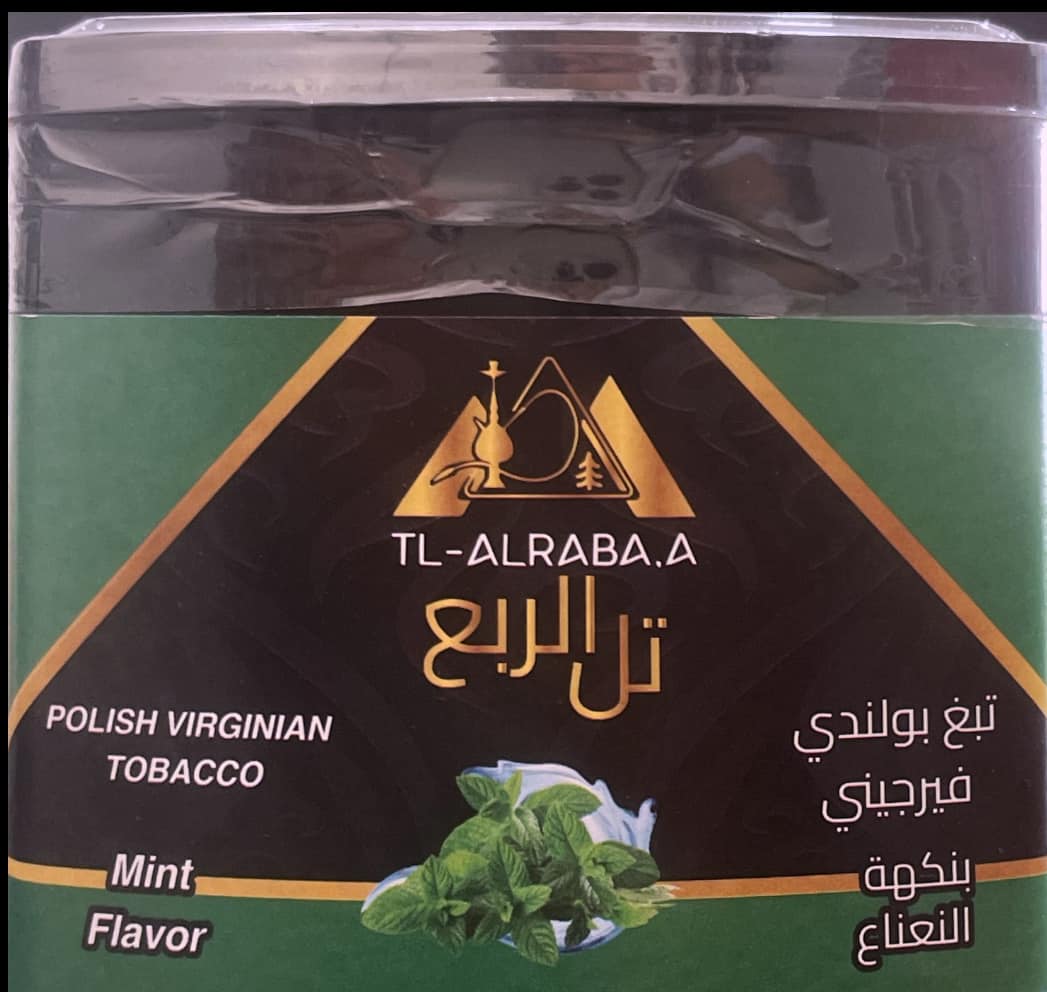 TL-ALRABA.A
تل الربع
POLISH VIRGINIAN
TOBACCO
تبغ بولندي
فيرجيني
Mint
Flavor
بنكهة
النعناع